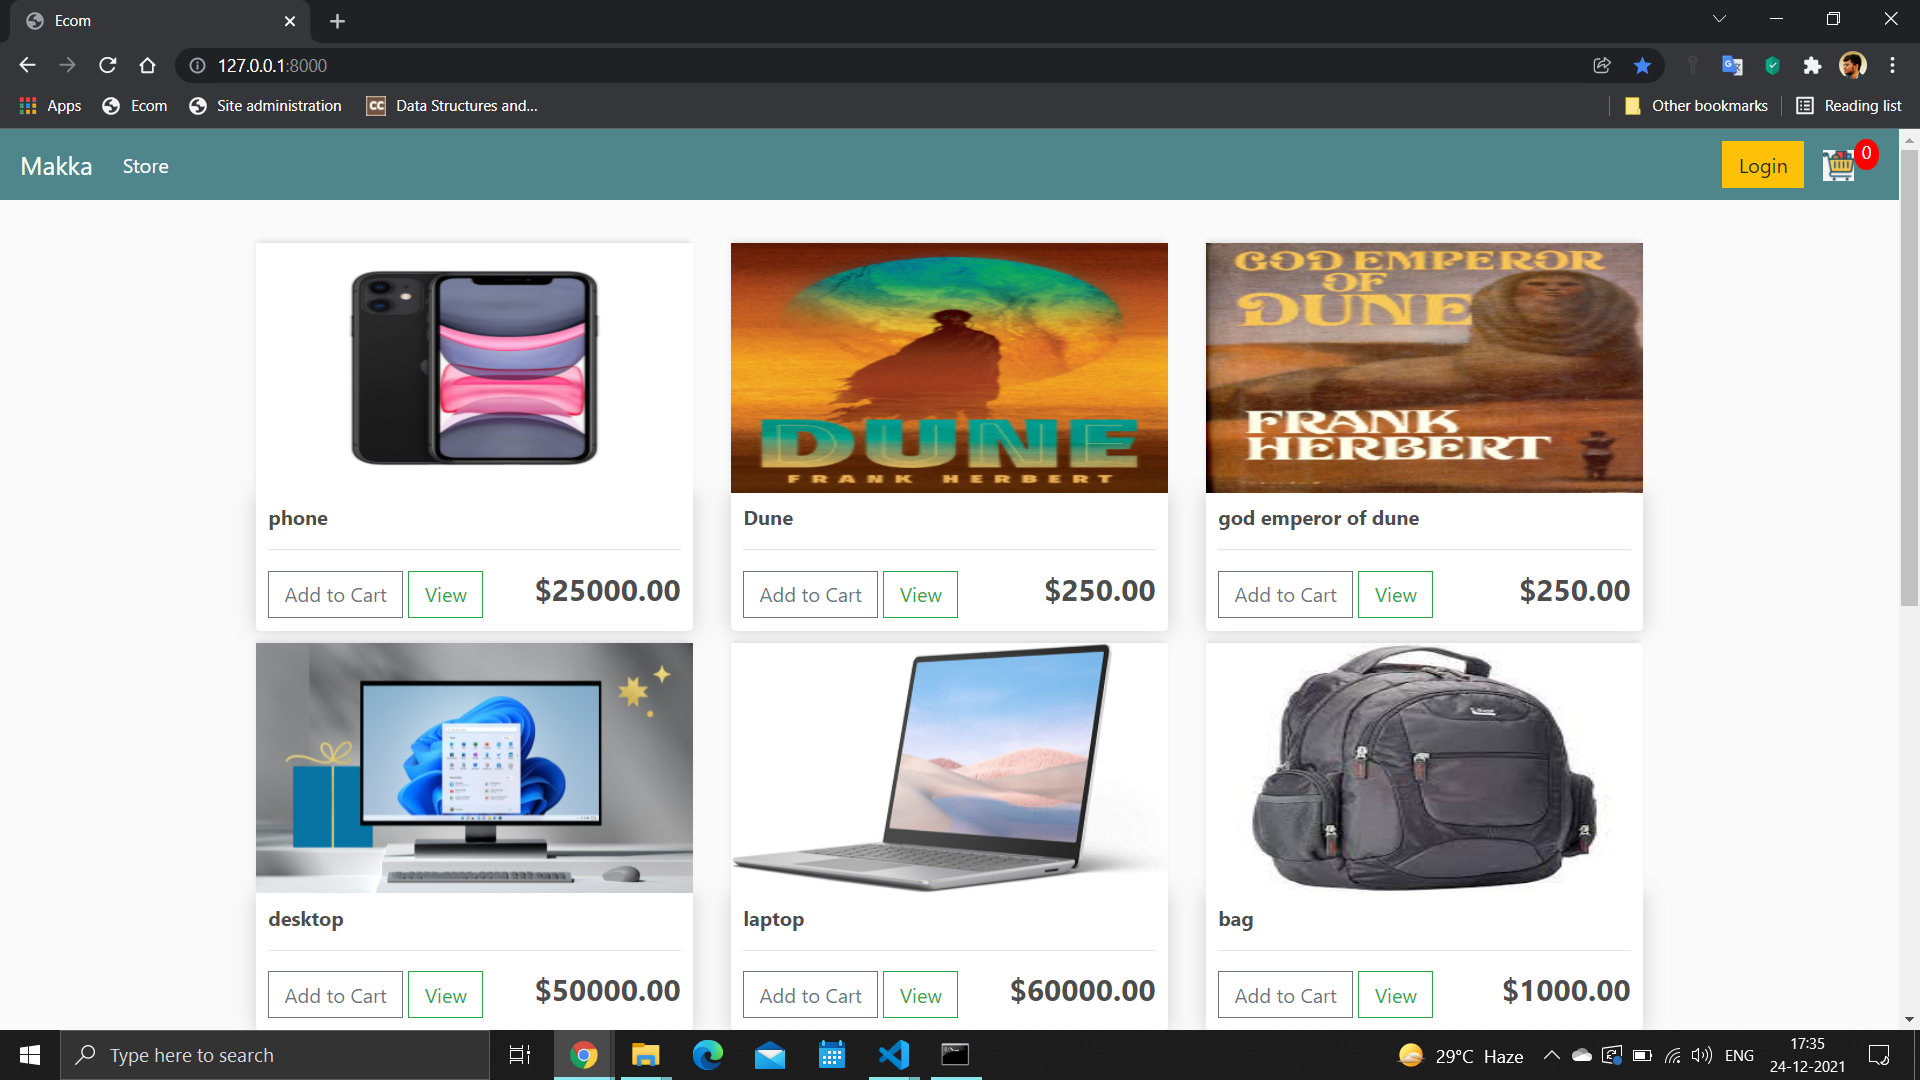 Ecom
127.0.0.1:8000
Apps Ecom Site administration CC Data Structures and... Other bookmarks Reading list
Makka Store Login 0
GOD EMPEROR
OF
DUNE
DUNE
FRANK HERBERT
FRANK
HERBERT
phone Dune god emperor of dune
Add to Cart View $25000.00 Add to Cart View $250.00 Add to Cart View $250.00
desktop laptop bag
Add to Cart View $50000.00 Add to Cart View $60000.00 Add to Cart View $1000.00
Type here to search 29°C Haze ENG 17:35
24-12-2021